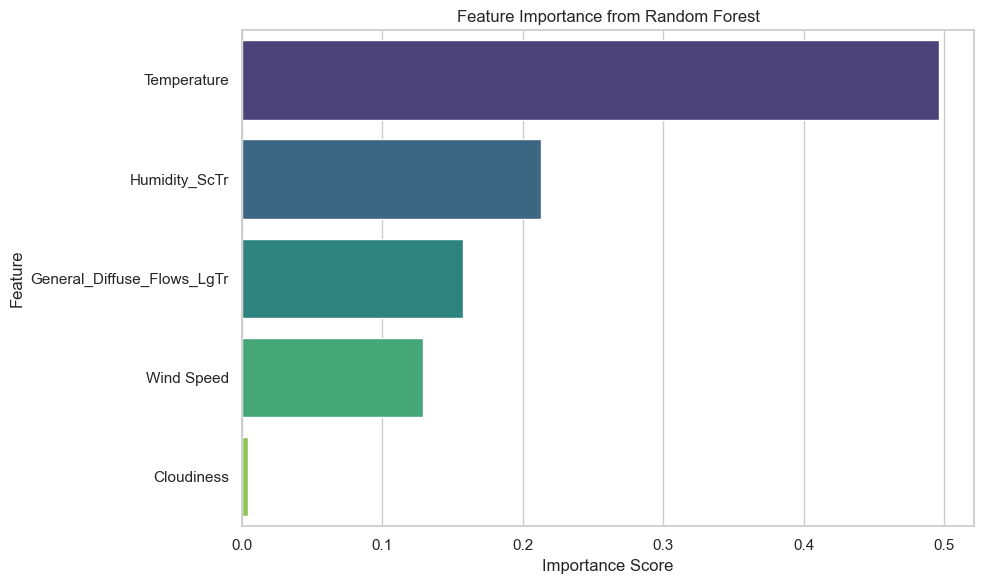 Feature Importance from Random Forest
Feature
Temperature
Humidity_ScTr
General_Diffuse_Flows_LgTr
Wind Speed
Cloudiness
0.0 0.1 0.2 0.3 0.4 0.5
Importance Score